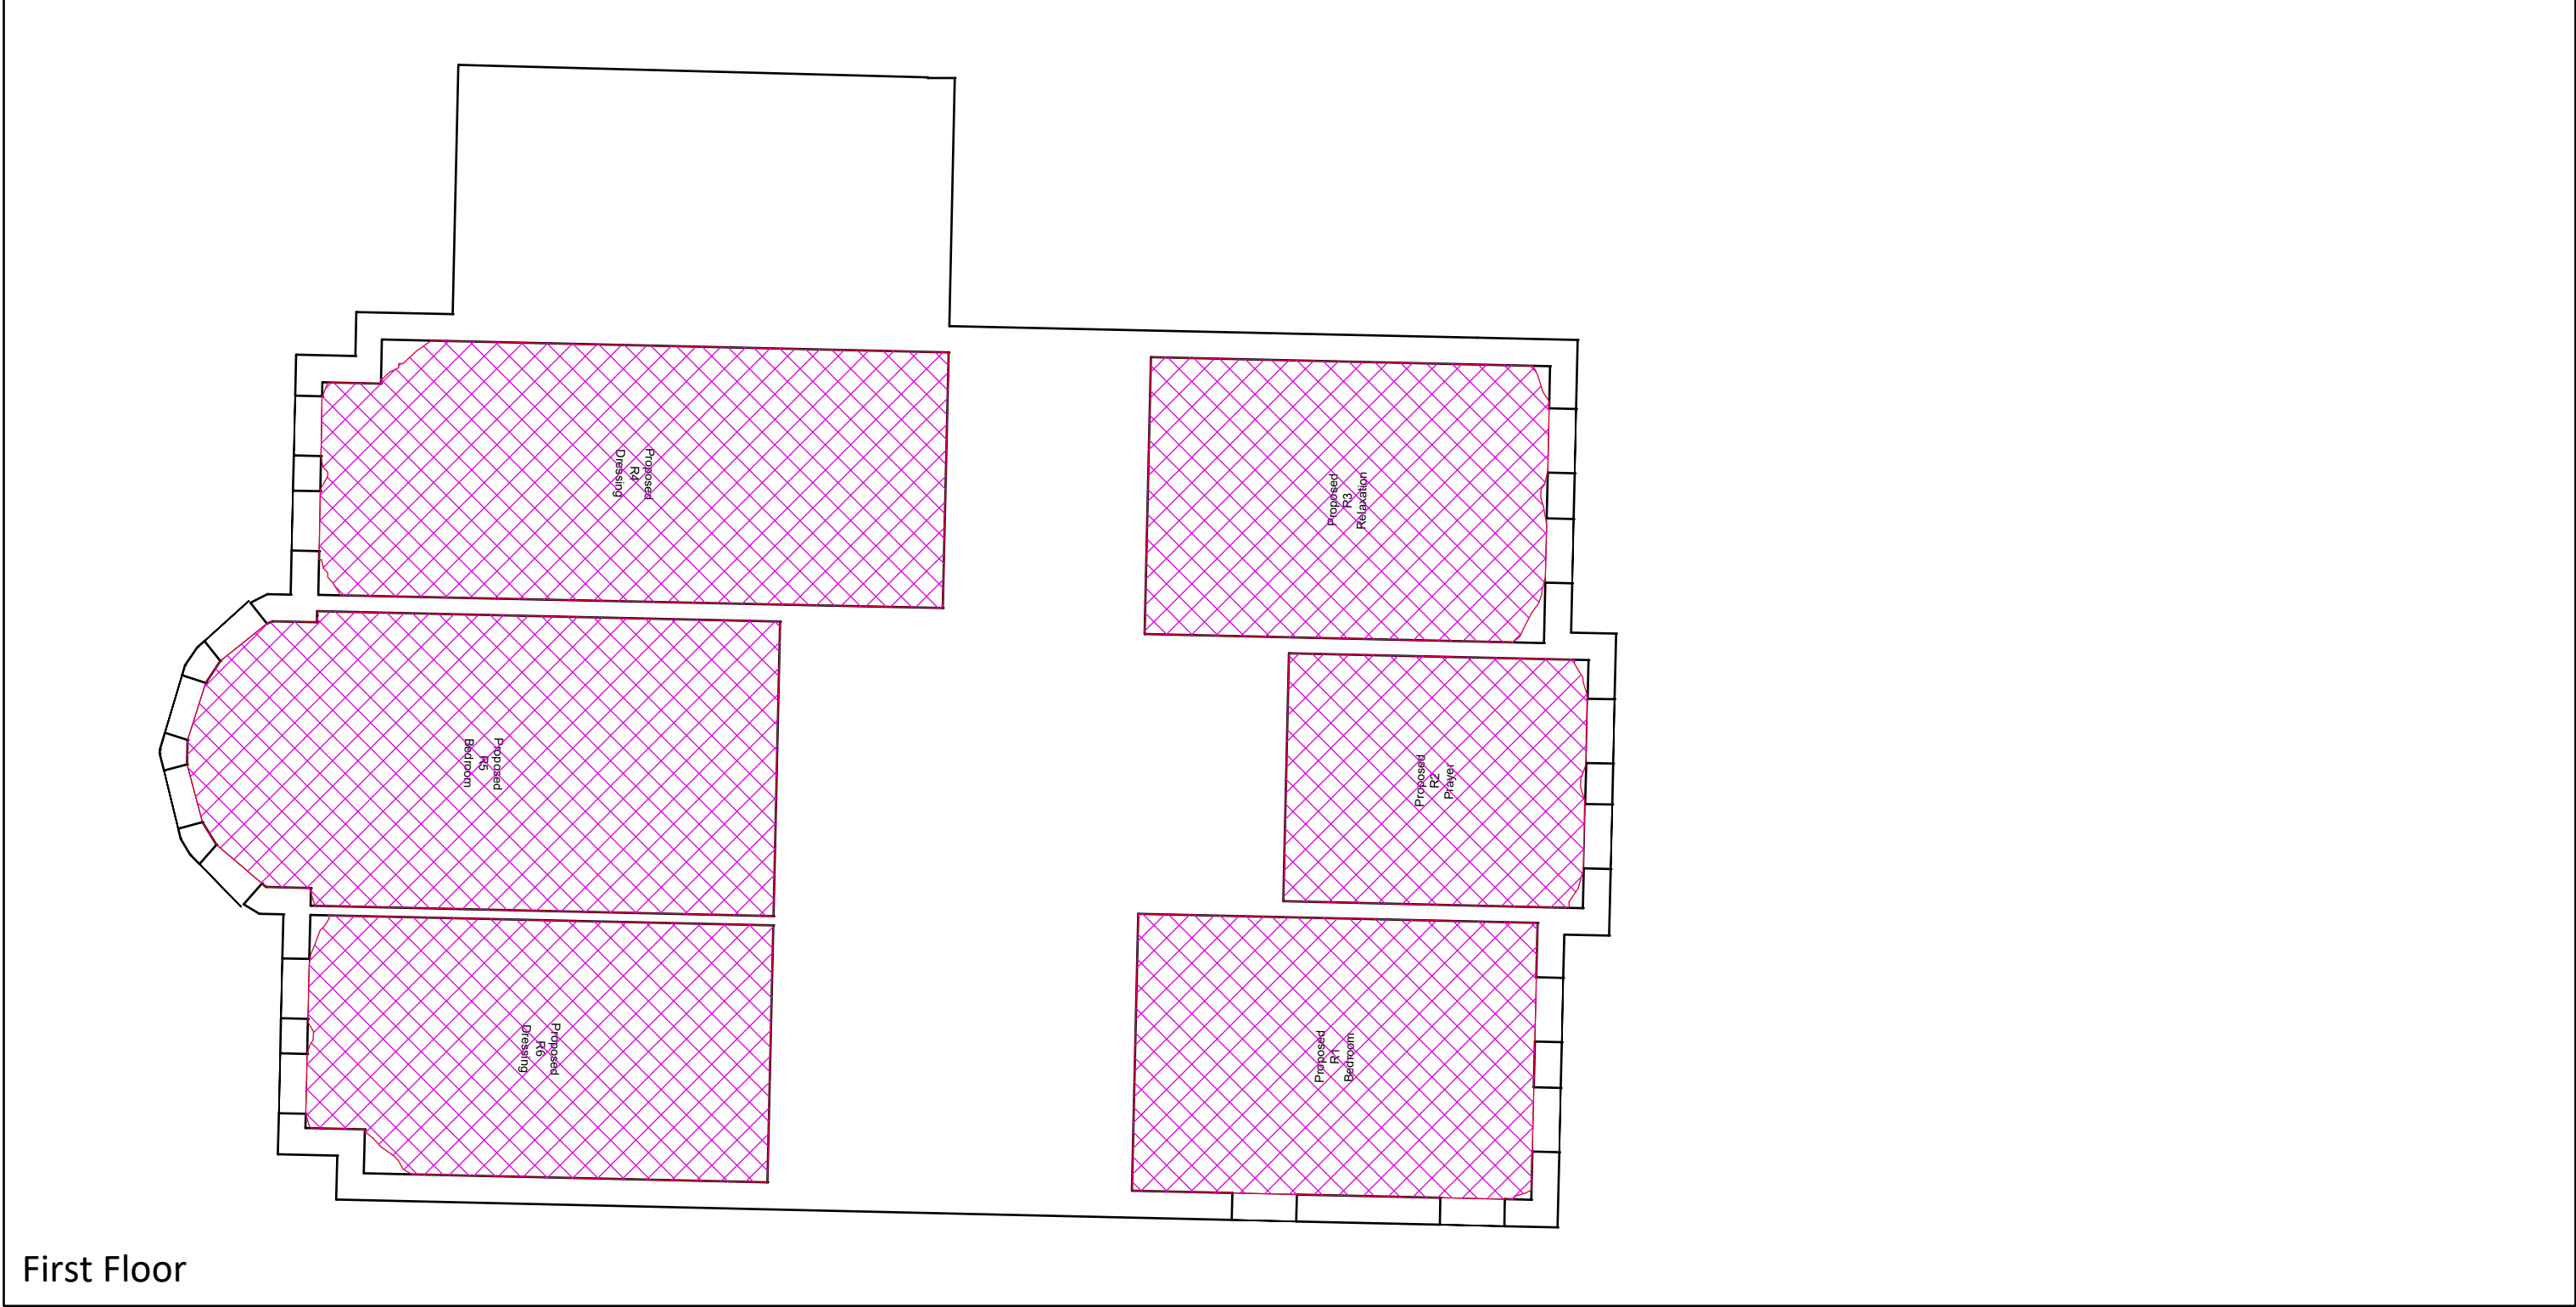 Proposed
R4
Dressing
Proposed
R3
Relaxation
Proposed
R5
Bedroom
Proposed
R2
Prayer
Proposed
R6
Dressing
Proposed
R1
Bedroom
First Floor